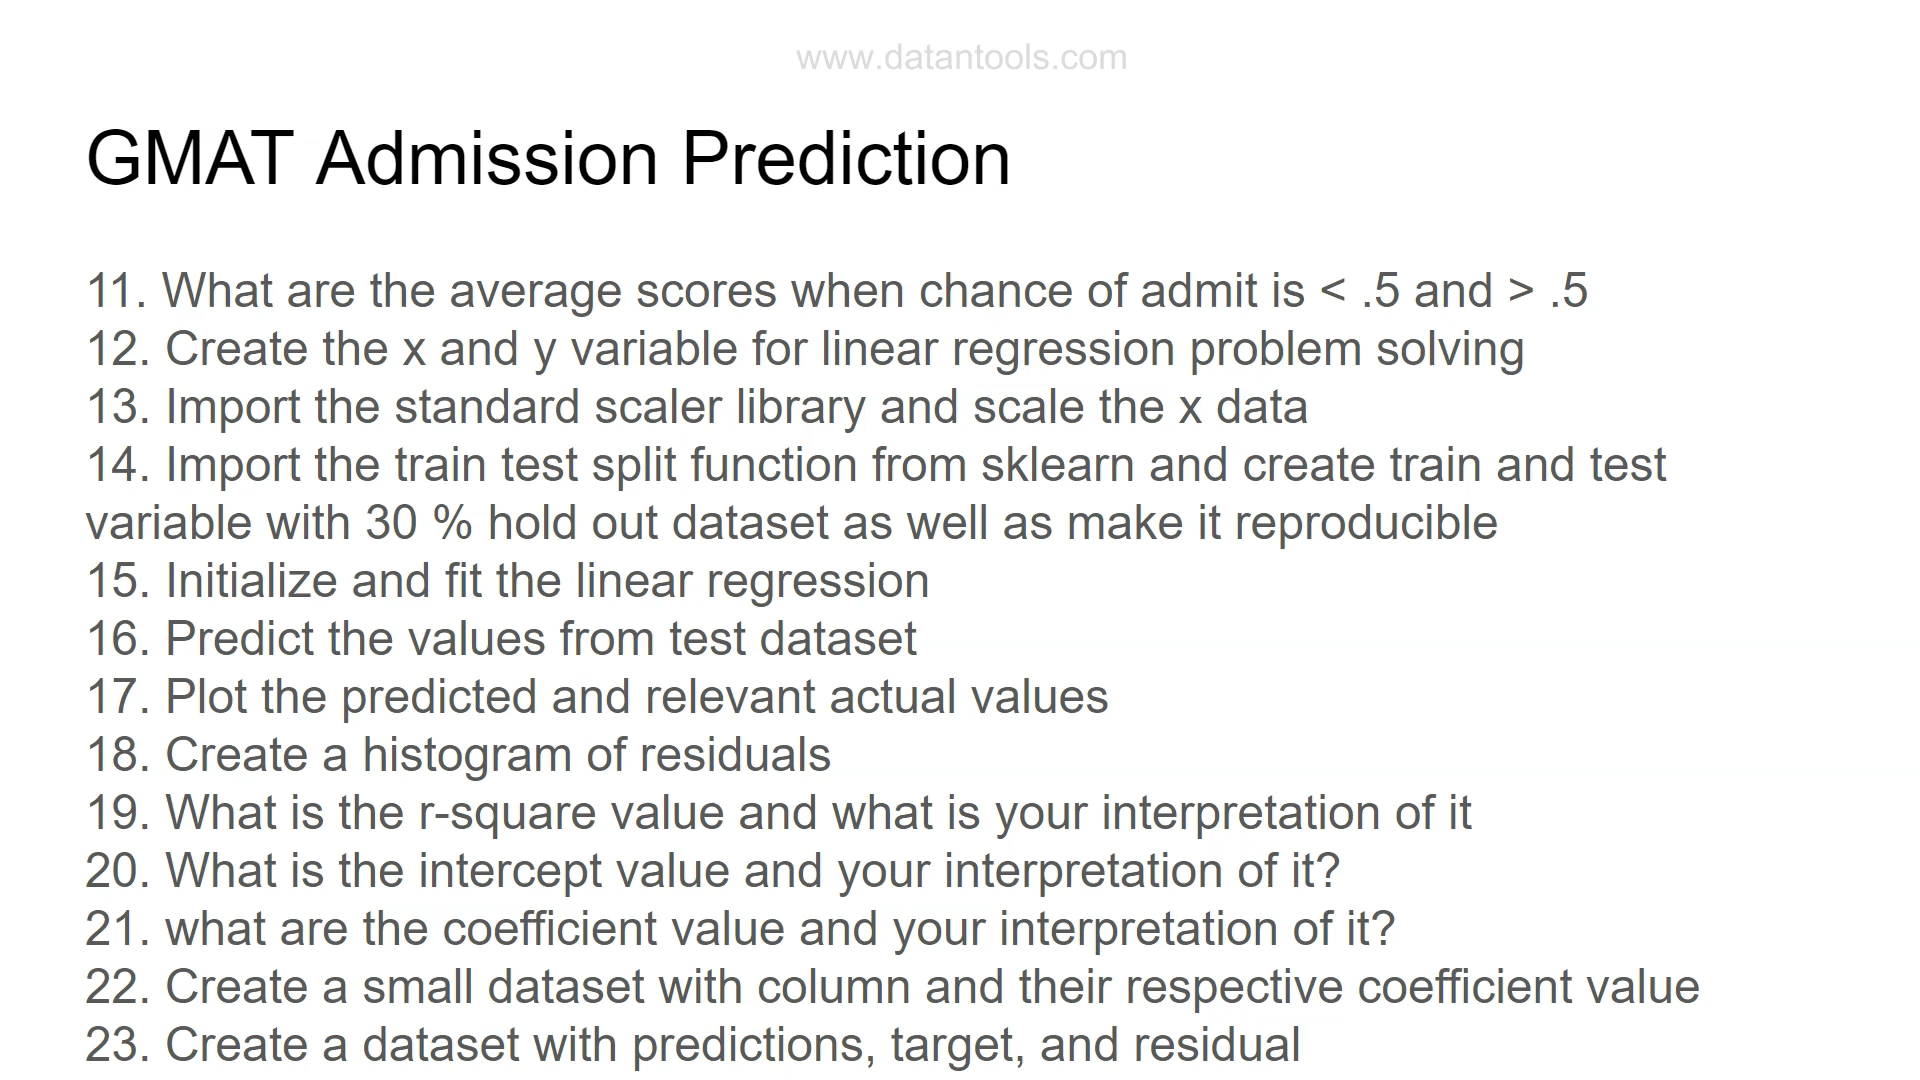 www.datantools.com
GMAT Admission Prediction
11. What are the average scores when chance of admit is < .5 and > .5
12. Create the x and y variable for linear regression problem solving
13. Import the standard scaler library and scale the x data
14. Import the train test split function from sklearn and create train and test
variable with 30 % hold out dataset as well as make it reproducible
15. Initialize and fit the linear regression
16. Predict the values from test dataset
17. Plot the predicted and relevant actual values
18. Create a histogram of residuals
19. What is the r-square value and what is your interpretation of it
20. What is the intercept value and your interpretation of it?
21. what are the coefficient value and your interpretation of it?
22. Create a small dataset with column and their respective coefficient value
23. Create a dataset with predictions, target, and residual